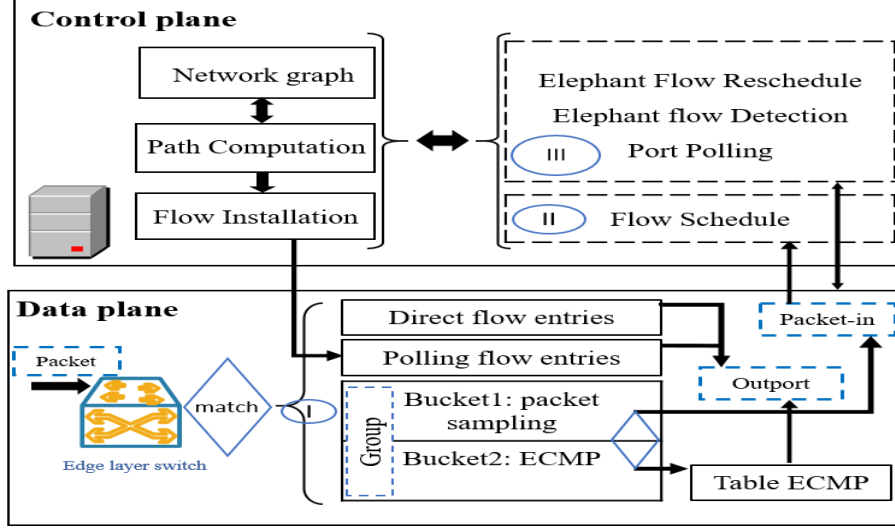 Control plane
Network graph
Path Computation
Flow Installation
Elephant Flow Reschedule
Elephant flow Detection
III
Port Polling
II
Flow Schedule
Data plane
Packet
match
Edge layer switch
I
Direct flow entries
Polling flow entries
Group
Bucket1: packet
sampling
Bucket2: ECMP
Packet-in
Outport
Table ECMP